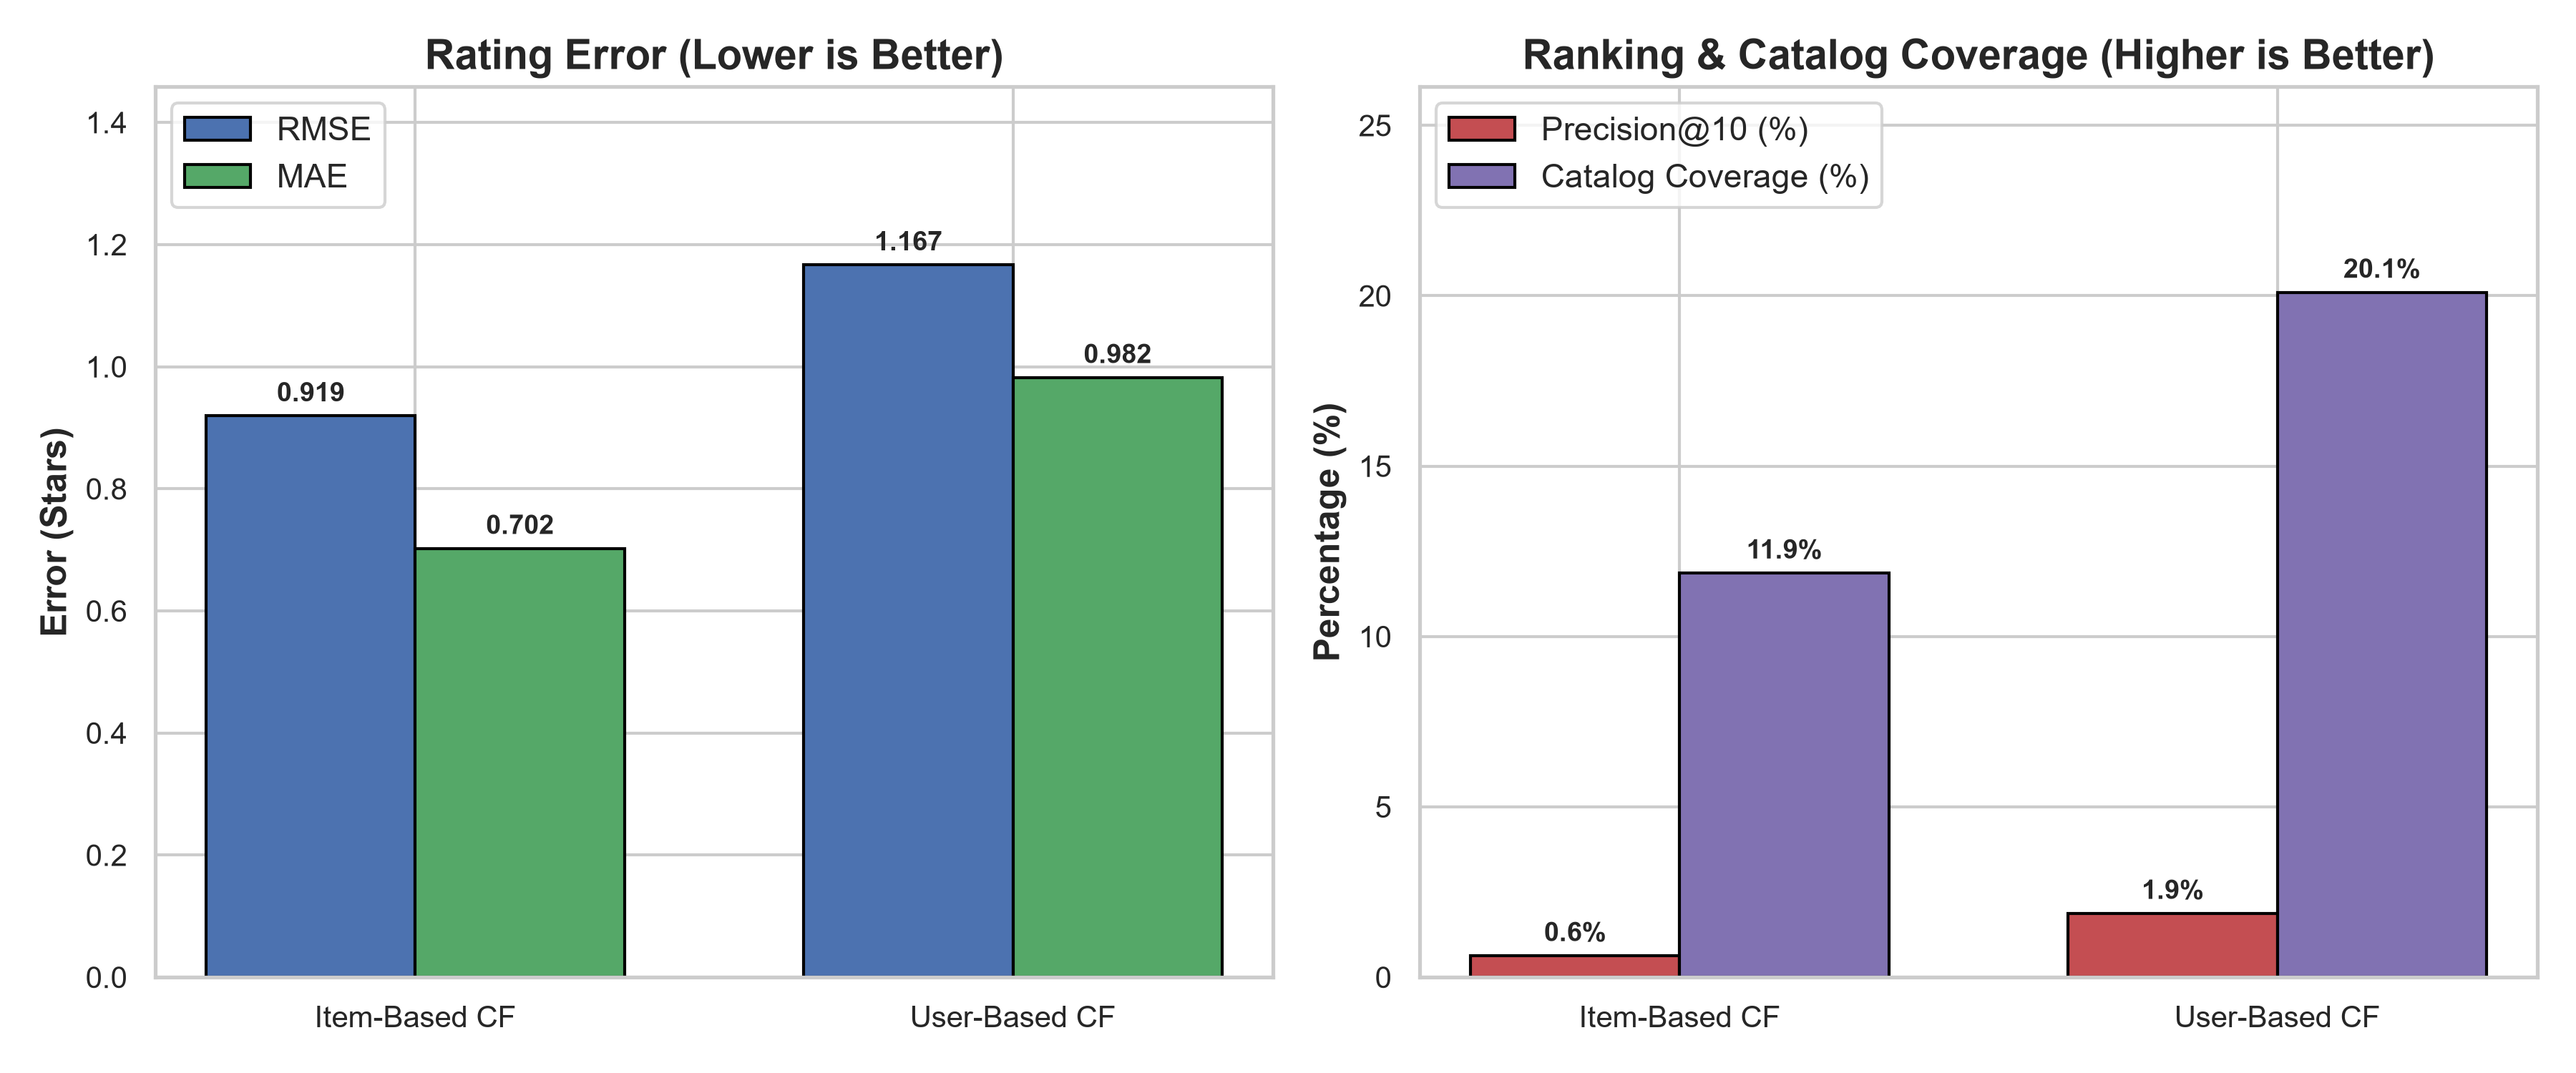 Rating Error (Lower is Better)
RMSE
MAE
Error (Stars)
1.4
1.2
1.0
0.8
0.6
0.4
0.2
0.0
0.919
0.702
1.167
0.982
Item-Based CF
User-Based CF
Ranking & Catalog Coverage (Higher is Better)
Precision@10 (%)
Catalog Coverage (%)
Percentage (%)
25
20
15
10
5
0
0.6%
11.9%
1.9%
20.1%
Item-Based CF
User-Based CF